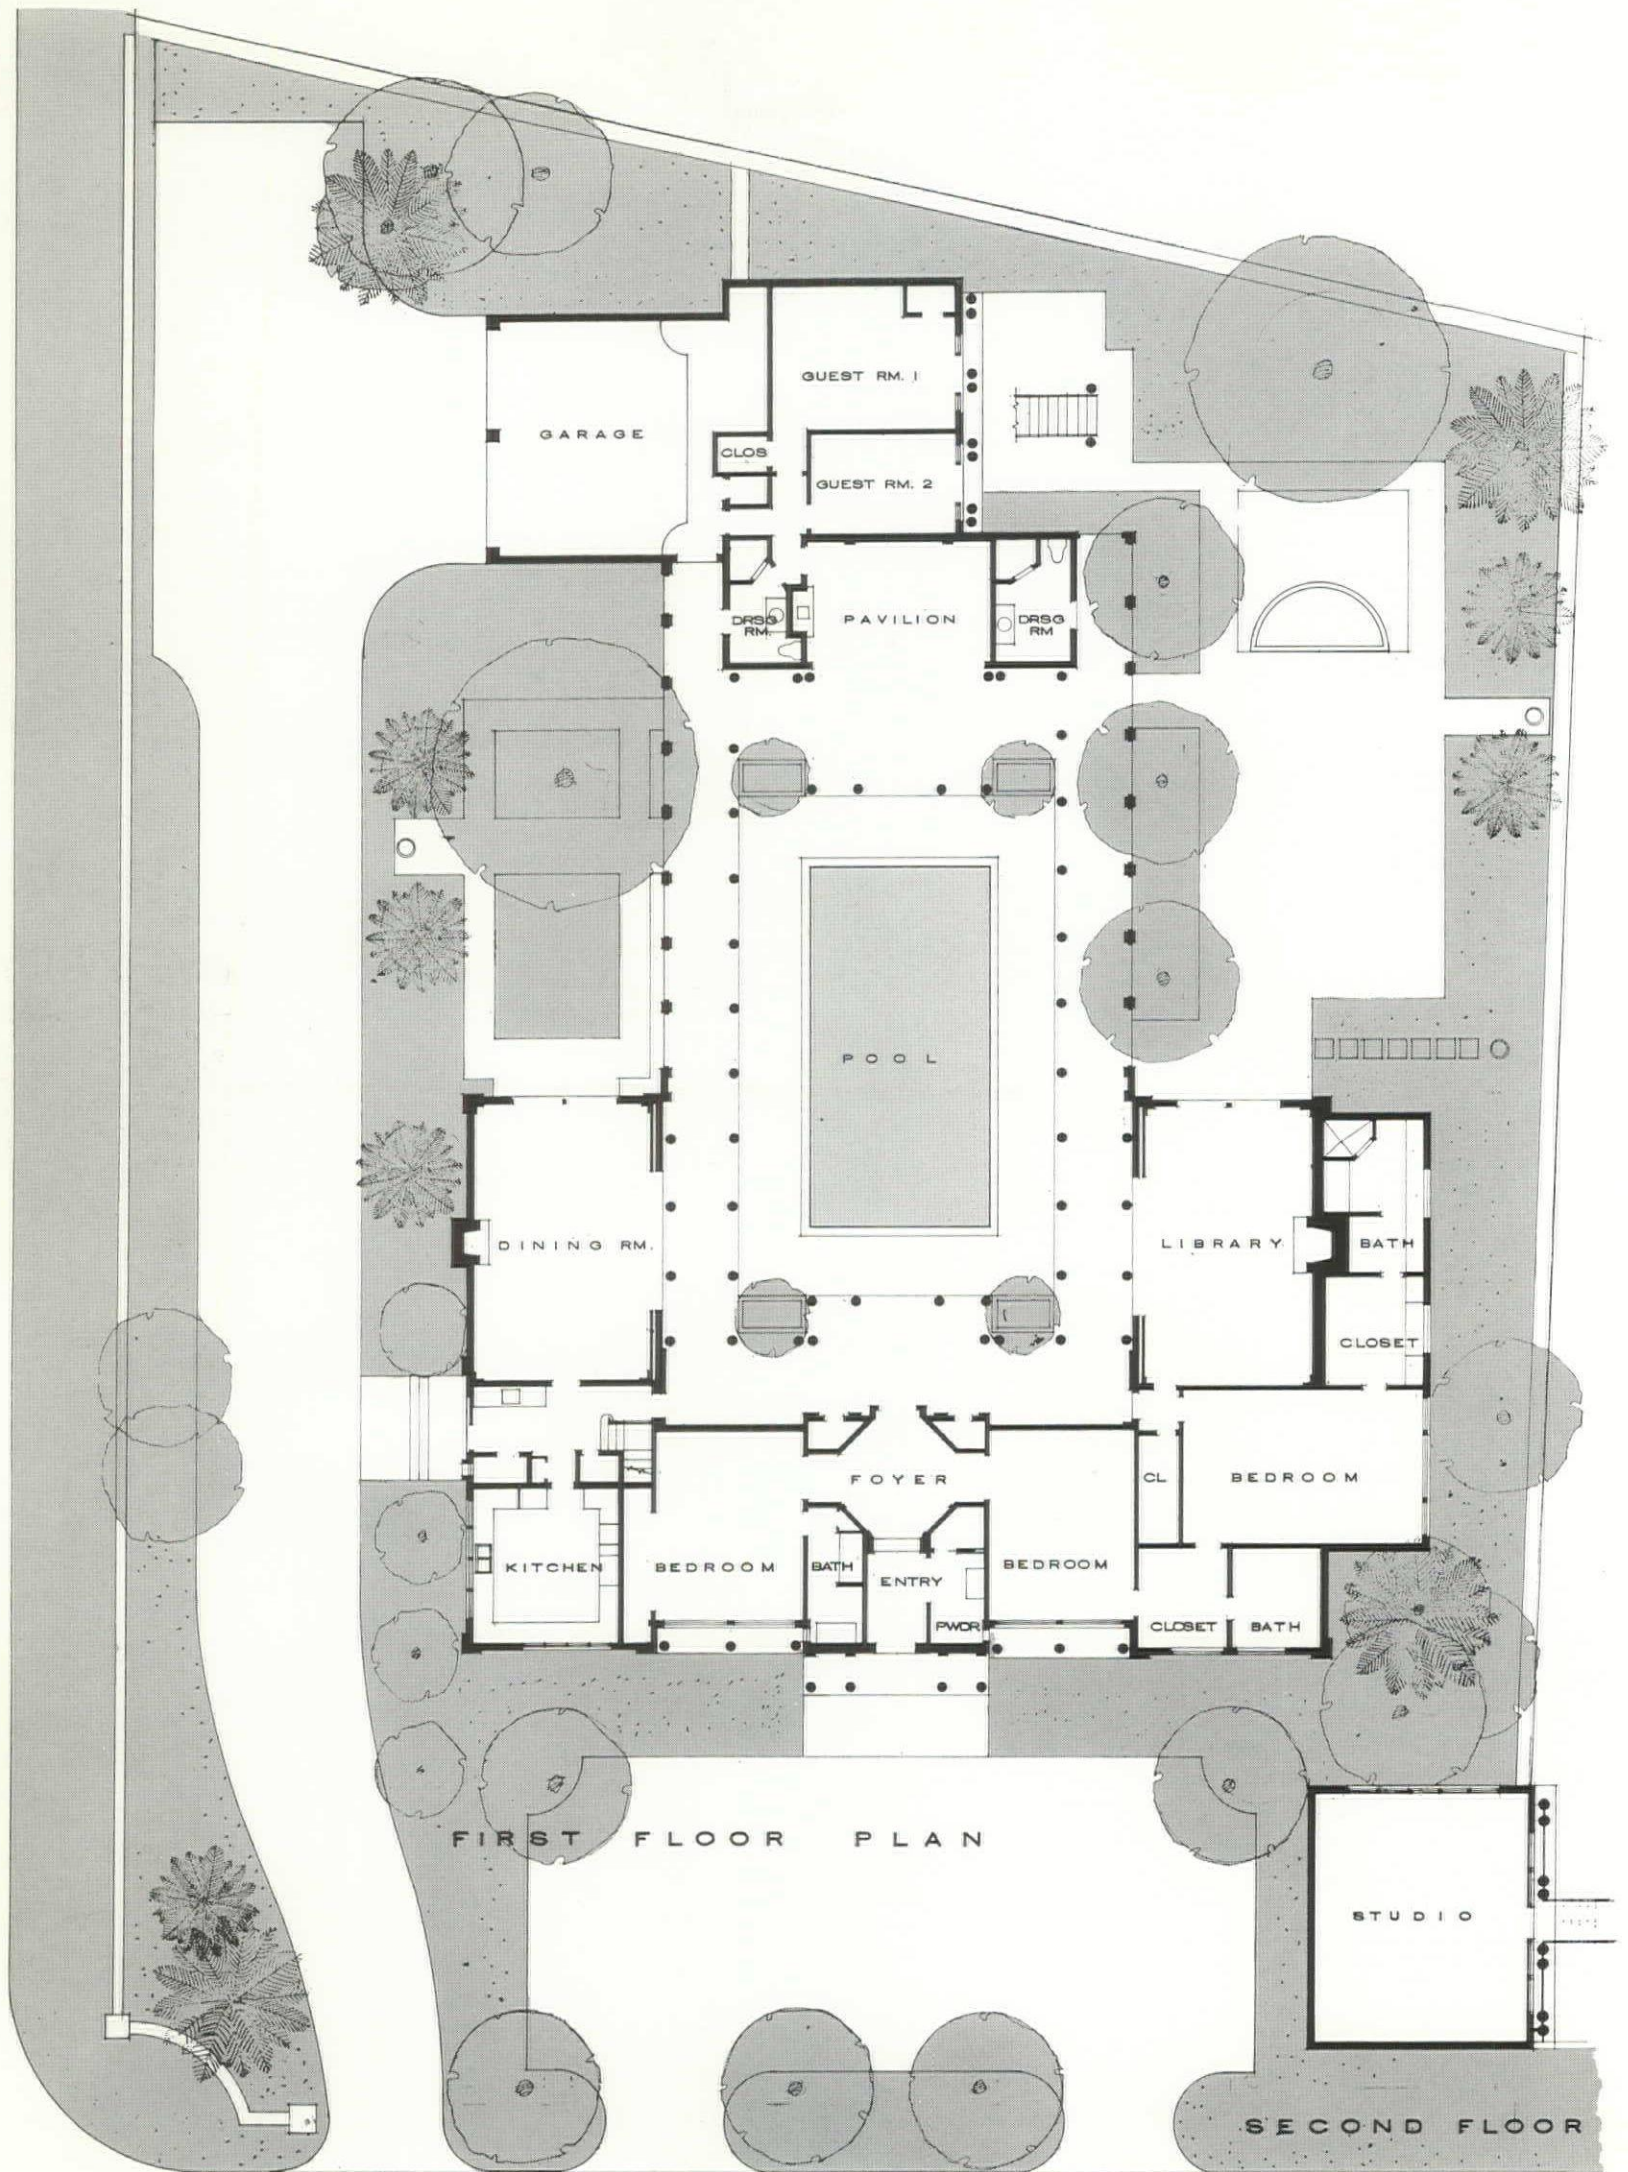 GUEST RM. 1
GARAGE
CLOS
GUEST RM. 2
DRSG
RM.
PAVILION
DRSG
RM
POOL
DINING RM.
LIBRARY
BATH
CLOSET
FOYER
CL
BEDROOM
KITCHEN
BEDROOM
BATH
ENTRY
BEDROOM
PWDR
CLOSET
BATH
FIRST FLOOR PLAN
STUDIO
SECOND FLOOR